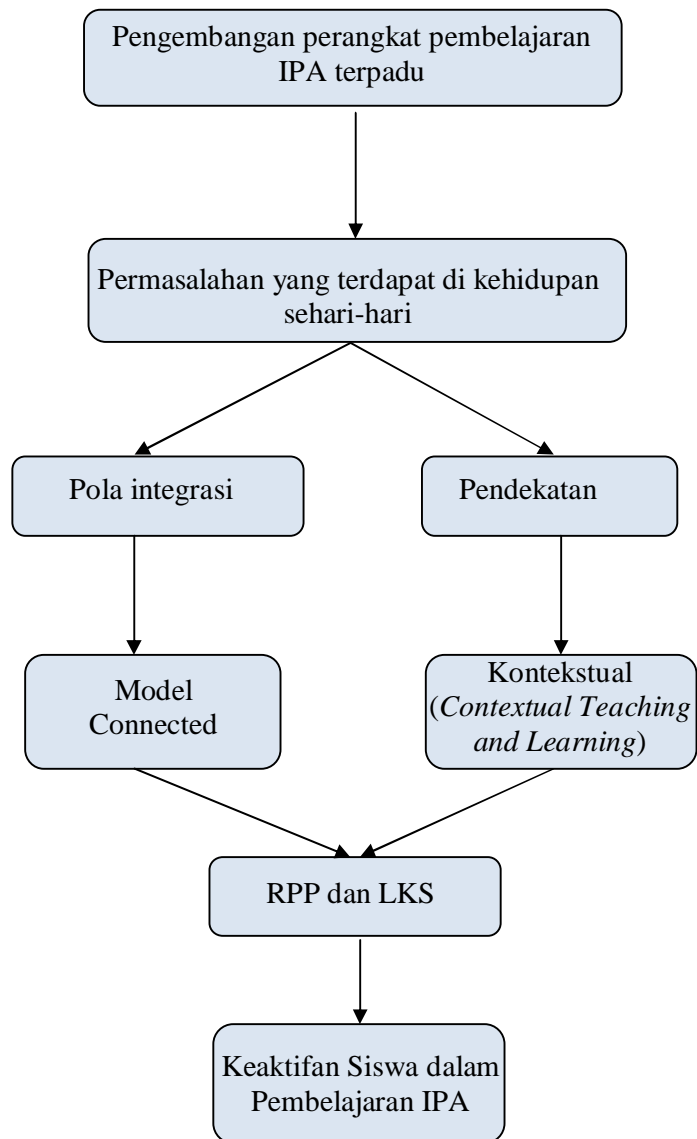 Pengembangan perangkat pembelajaran
IPA terpadu
Permasalahan yang terdapat di kehidupan
sehari-hari
Pola integrasi
Pendekatan
Model
Connected
Kontekstual
(Contextual Teaching
and Learning)
RPP dan LKS
Keaktifan Siswa dalam
Pembelajaran IPA